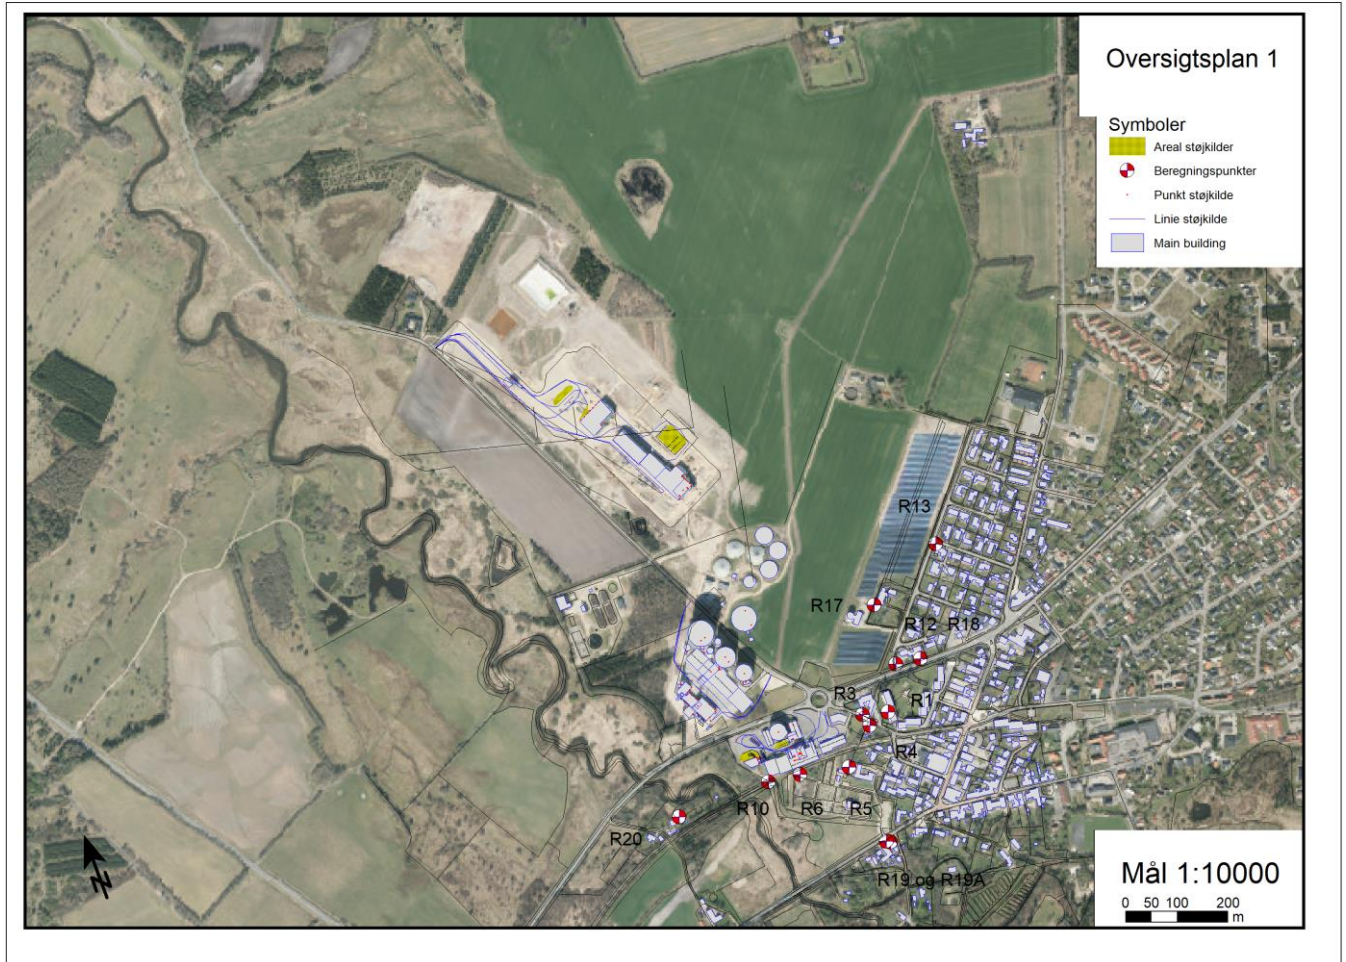 Oversigtsplan 1
Symboler
Areal støjkilder
Beregningspunkter
Punkt støjkilde
Linie støjkilde
Main building
R13
R17
R12
R18
R3
R1
R4
R10
R6
R5
R20
R19 og R19A
N
Mål 1:10000
0 50 100 200
m